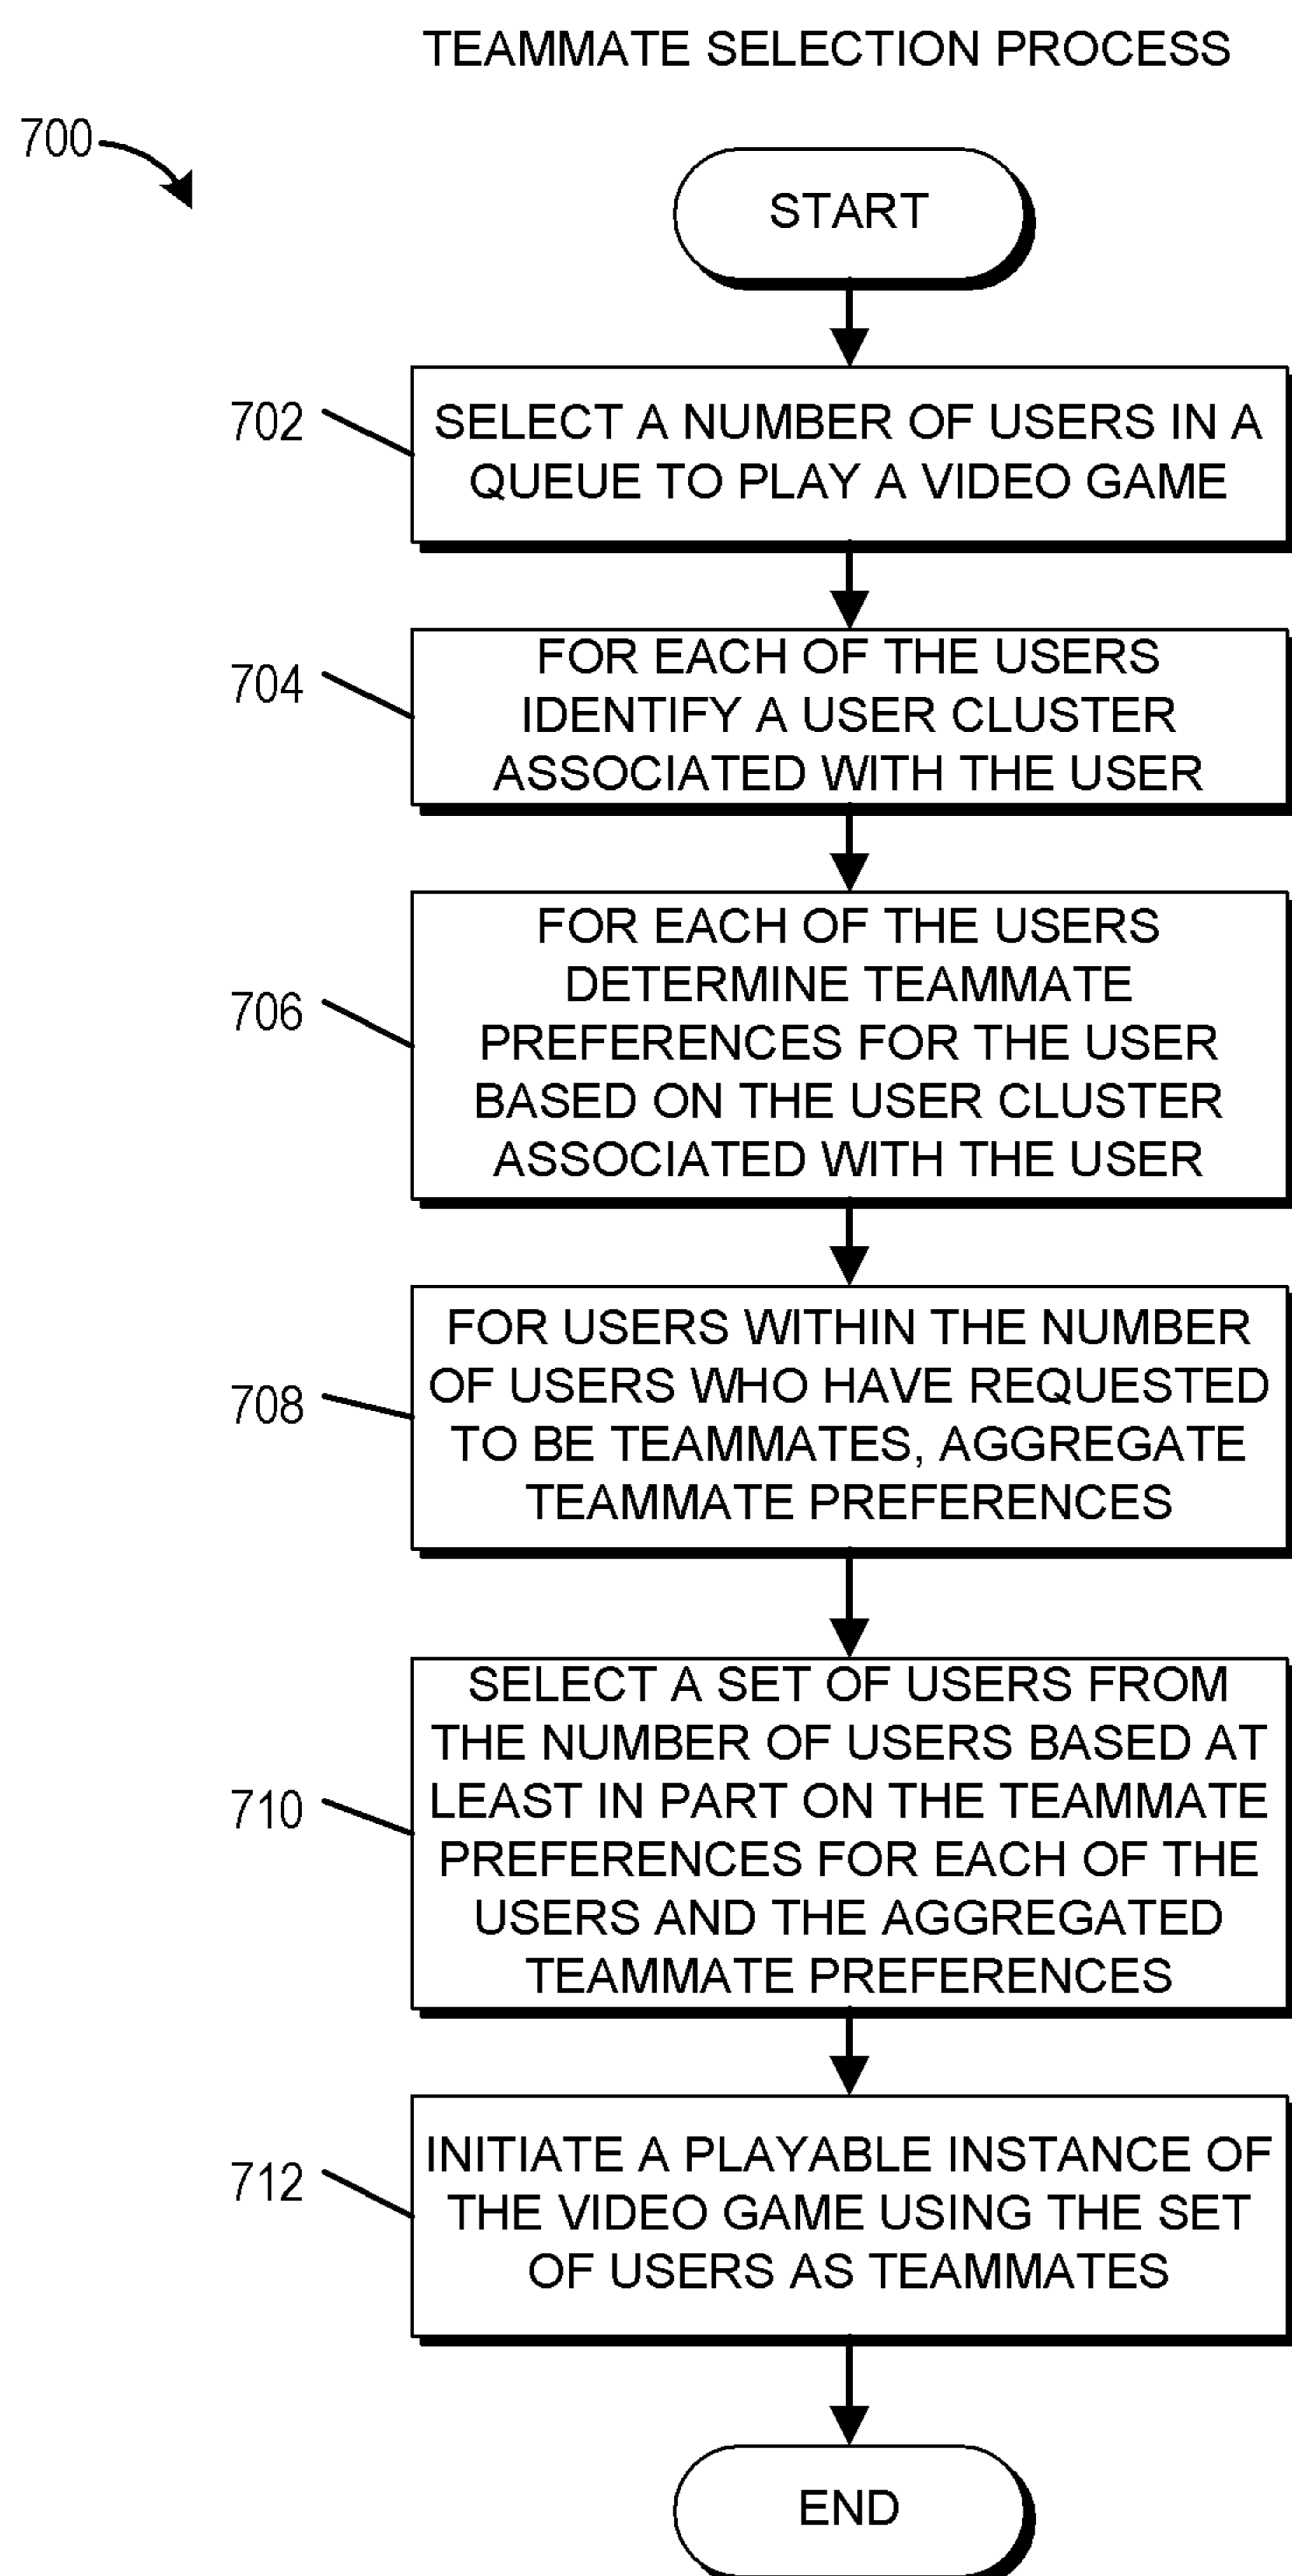 TEAMMATE SELECTION PROCESS
700
START
702
SELECT A NUMBER OF USERS IN A
QUEUE TO PLAY A VIDEO GAME
704
FOR EACH OF THE USERS
IDENTIFY A USER CLUSTER
ASSOCIATED WITH THE USER
706
FOR EACH OF THE USERS
DETERMINE TEAMMATE
PREFERENCES FOR THE USER
BASED ON THE USER CLUSTER
ASSOCIATED WITH THE USER
708
FOR USERS WITHIN THE NUMBER
OF USERS WHO HAVE REQUESTED
TO BE TEAMMATES, AGGREGATE
TEAMMATE PREFERENCES
710
SELECT A SET OF USERS FROM
THE NUMBER OF USERS BASED AT
LEAST IN PART ON THE TEAMMATE
PREFERENCES FOR EACH OF THE
USERS AND THE AGGREGATED
TEAMMATE PREFERENCES
712
INITIATE A PLAYABLE INSTANCE OF
THE VIDEO GAME USING THE SET
OF USERS AS TEAMMATES
END